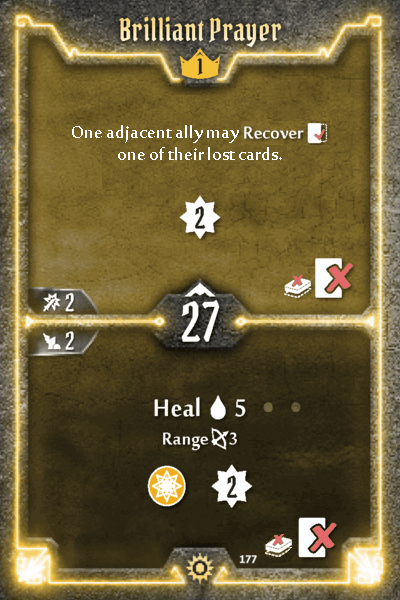 Brilliant Prayer
1
One adjacent ally may Recover
one of their lost cards.
2
2
27
2
Heal 5
Range 3
2
177